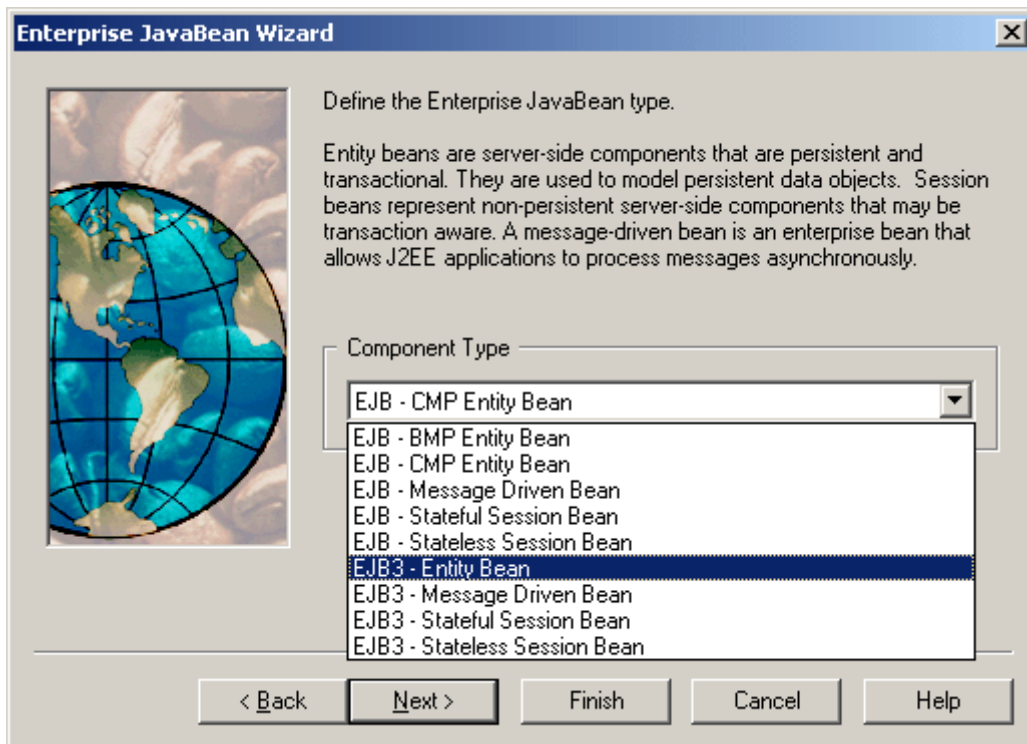 Enterprise JavaBean Wizard
Define the Enterprise JavaBean type.
Entity beans are server-side components that are persistent and
transactional. They are used to model persistent data objects.  Session
beans represent non-persistent server-side components that may be
transaction aware. A message-driven bean is an enterprise bean that
allows J2EE applications to process messages asynchronously.
Component Type
EJB - CMP Entity Bean
EJB - BMP Entity Bean
EJB - CMP Entity Bean
EJB - Message Driven Bean
EJB - Stateful Session Bean
EJB - Stateless Session Bean
EJB3 - Entity Bean
EJB3 - Message Driven Bean
EJB3 - Stateful Session Bean
EJB3 - Stateless Session Bean
< Back Next > Finish Cancel Help